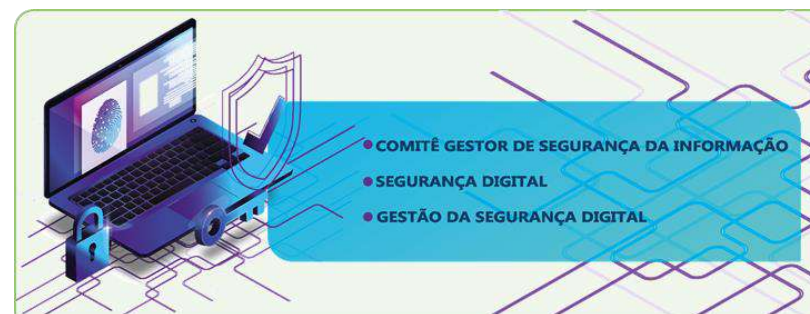 COMITÊ GESTOR DE SEGURANÇA DA INFORMAÇÃO
SEGURANÇA DIGITAL
GESTÃO DA SEGURANÇA DIGITAL